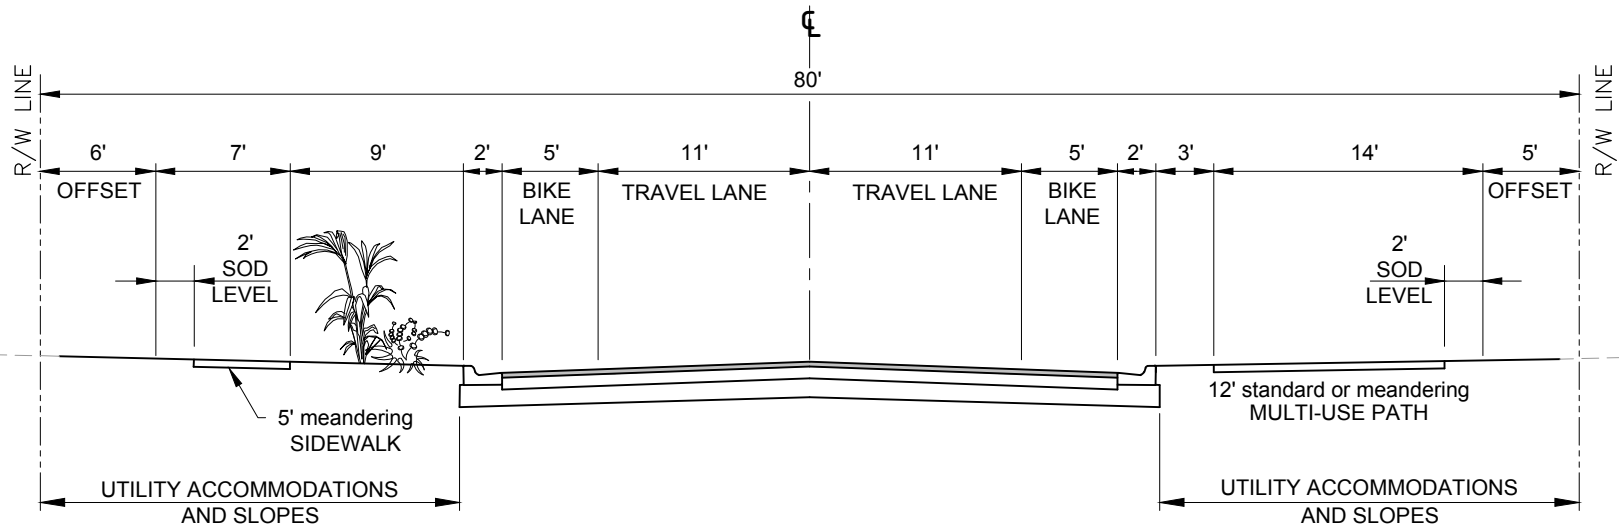 ℄
80'
R/W LINE
R/W LINE
6' 7' 9' 2' 5' 11' 11' 5' 2' 3' 14' 5'
OFFSET
BIKE
LANE
TRAVEL LANE
TRAVEL LANE
BIKE
LANE
OFFSET
2'
SOD
LEVEL
2'
SOD
LEVEL
5' meandering
SIDEWALK
12' standard or meandering
MULTI-USE PATH
UTILITY ACCOMMODATIONS
AND SLOPES
UTILITY ACCOMMODATIONS
AND SLOPES